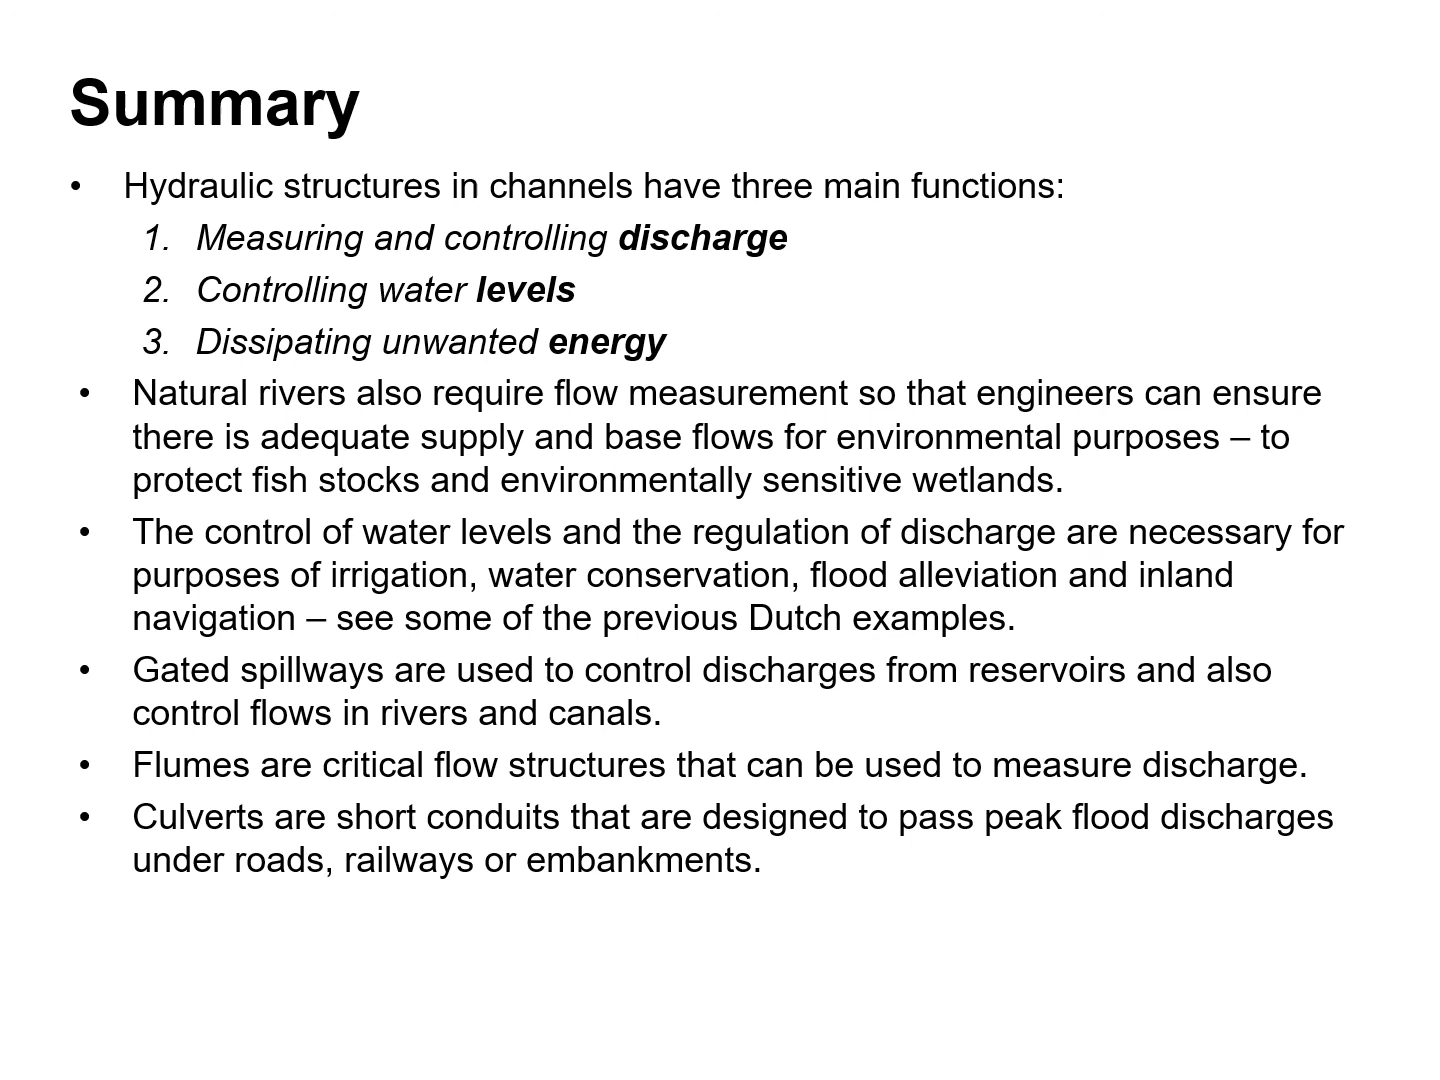 Summary
• Hydraulic structures in channels have three main functions:
1. Measuring and controlling discharge
2. Controlling water levels
3. Dissipating unwanted energy
• Natural rivers also require flow measurement so that engineers can ensure
there is adequate supply and base flows for environmental purposes – to
protect fish stocks and environmentally sensitive wetlands.
• The control of water levels and the regulation of discharge are necessary for
purposes of irrigation, water conservation, flood alleviation and inland
navigation – see some of the previous Dutch examples.
• Gated spillways are used to control discharges from reservoirs and also
control flows in rivers and canals.
• Flumes are critical flow structures that can be used to measure discharge.
• Culverts are short conduits that are designed to pass peak flood discharges
under roads, railways or embankments.